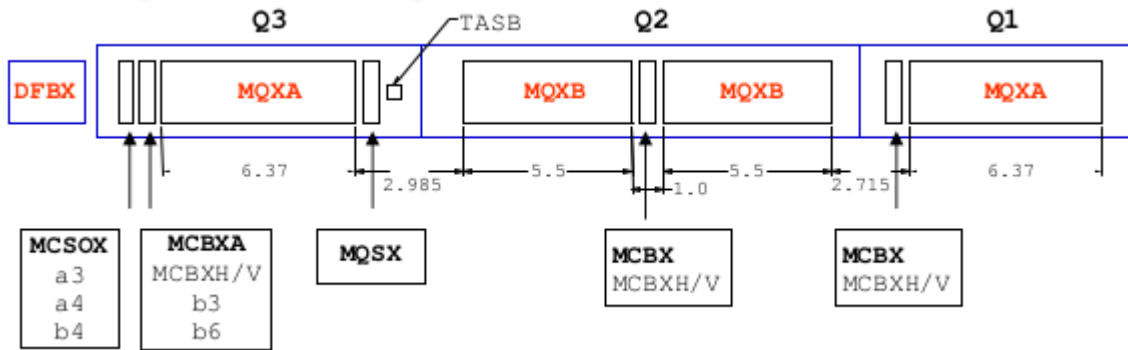 Q3
TASB
Q2
Q1
DFBX
MQXA
MQXB
MQXB
MQXA
6.37
2.985
5.5
1.0
5.5
2.715
6.37
MCSOX
a3
a4
b4
MCBXA
MCBXH/V
b3
b6
MQSX
MCBX
MCBXH/V
MCBX
MCBXH/V